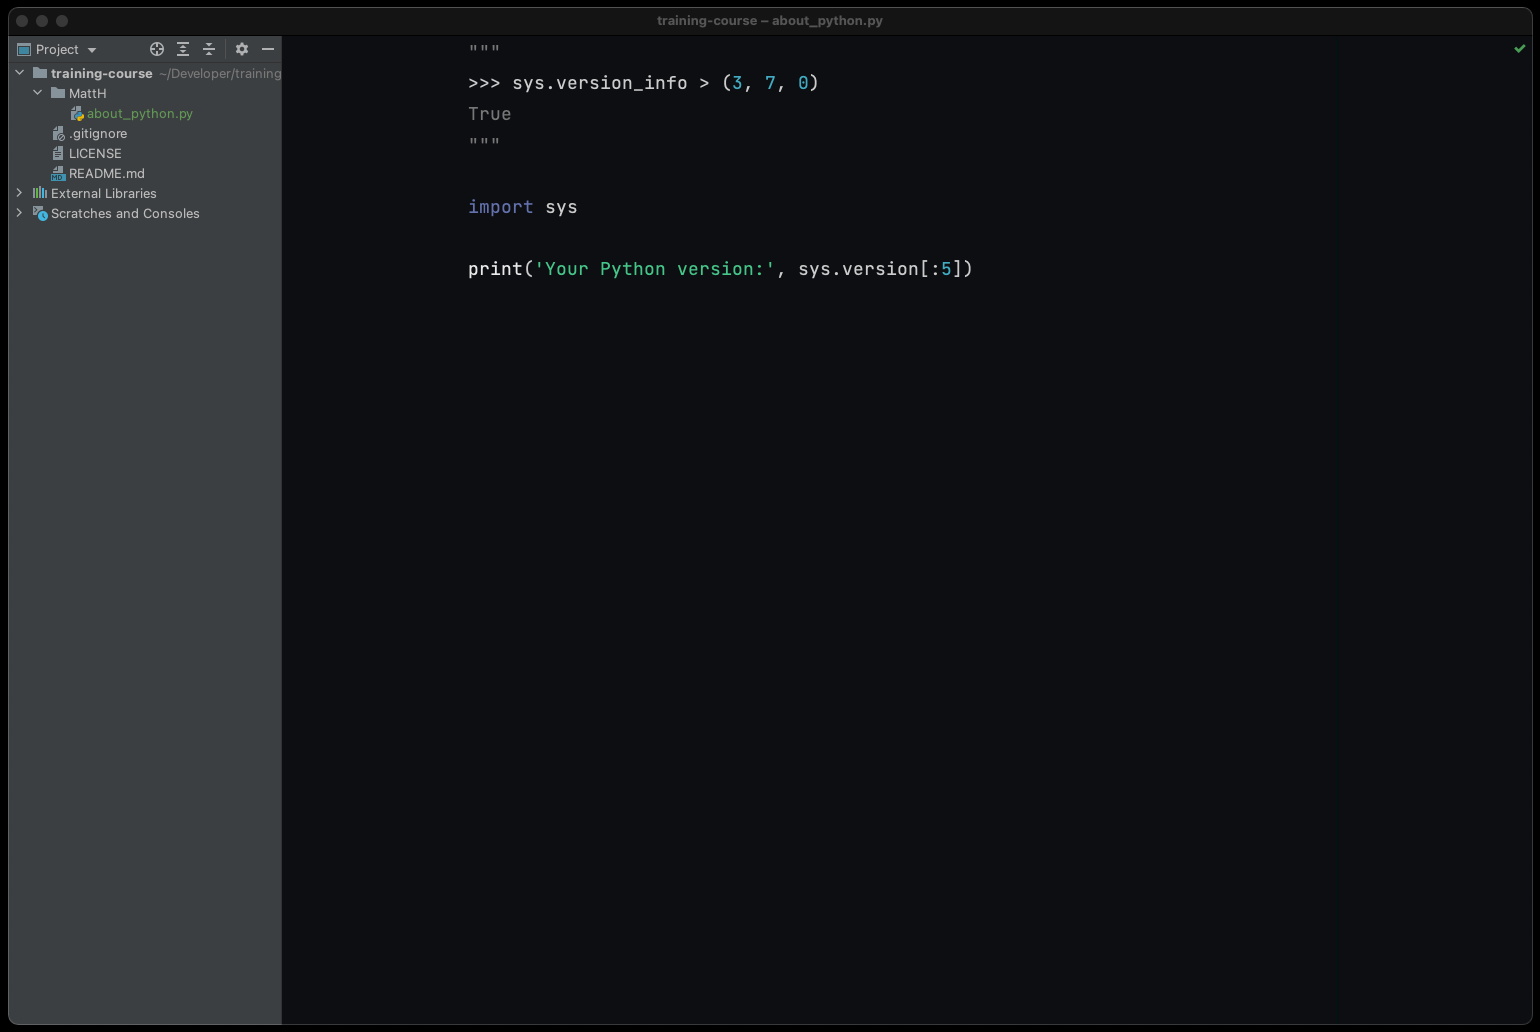 training-course – about_python.py
Project
training-course ~/Developer/training
MattH
about_python.py
.gitignore
LICENSE
README.md
External Libraries
Scratches and Consoles
"""
>>> sys.version_info > (3, 7, 0)
True
"""
import sys
print('Your Python version:', sys.version[:5])